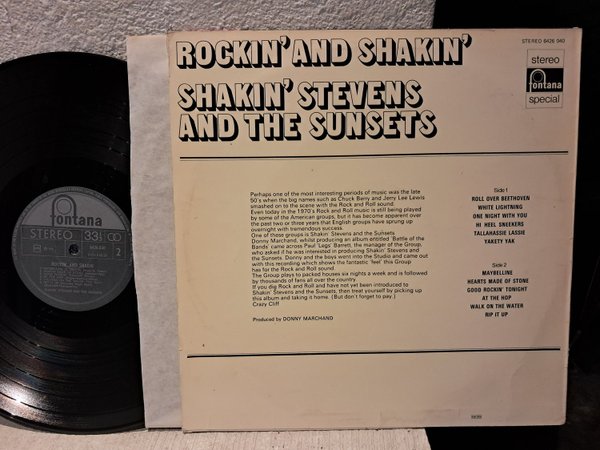 ROCKIN' AND SHAKIN'
SHAKIN' STEVENS
AND THE SUNSETS
STEREO 6426 040
stereo
fontana
special
Perhaps one of the most interesting periods of music was the late
50's when the big names such as Chuck Barry and Jerry Lee Lewis
smashed on to the scene with the Rock and Roll sound.
Even today in the 1970's Rock and Roll music is still being played
by some of the American groups, but it has become apparent over
the past two or three years that English groups have sprung up
overnight with tremendous success.
One of these groups is Shakin' Stevens and the Sunsets
Donny Marchand, whilst producing an album entitled 'Battle of the
Bands' came across Paul 'Legs' Barrett, the manager of the Group,
who asked if he was interested in producing Shakin' Stevens and
the Sunsets. Donny and the boys went into the Studio and came out
with this recording which shows the fantastic 'feel' this Group
has for the Rock and Roll sound.
The Group plays to packed houses six nights a week and is followed
by thousands of fans all over the country.
If you dig Rock and Roll and have not yet been introduced to
Shakin' Stevens and the Sunsets, then treat yourself by picking up
this album and taking it home. (But don't forget to pay.)
Crazy Cliff
Produced by DONNY MARCHAND
Side 1
ROLL OVER BEETHOVEN
WHITE LIGHTNING
ONE NIGHT WITH YOU
HI HEEL SNEEKERS
TALLAHASSIE LASSIE
YAKETY YAK
Side 2
MAYBELLINE
HEARTS MADE OF STONE
GOOD ROCKIN' TONIGHT
AT THE HOP
WALK ON THE WATER
RIP IT UP
fontana
STEREO 33⅓
2